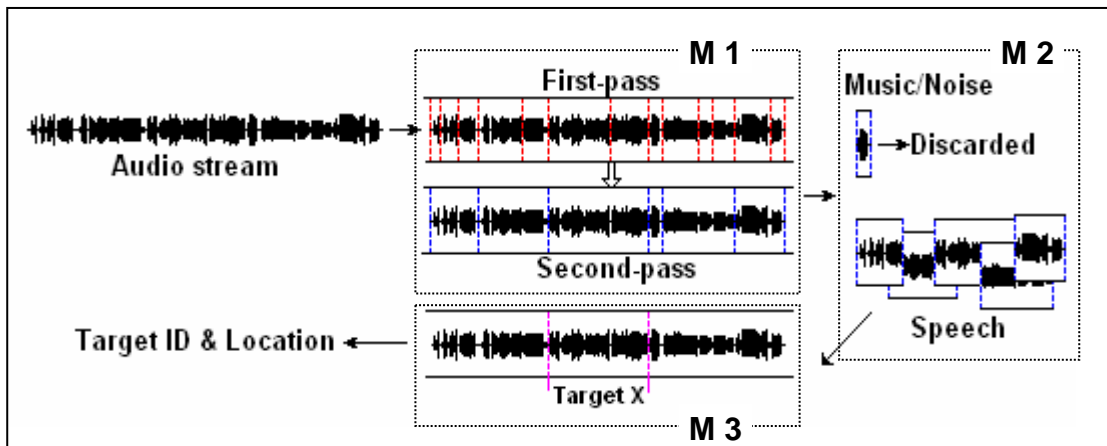 M 1
First-pass
Audio stream
Second-pass
M 2
Music/Noise
Discarded
Speech
Target ID & Location
Target X
M 3